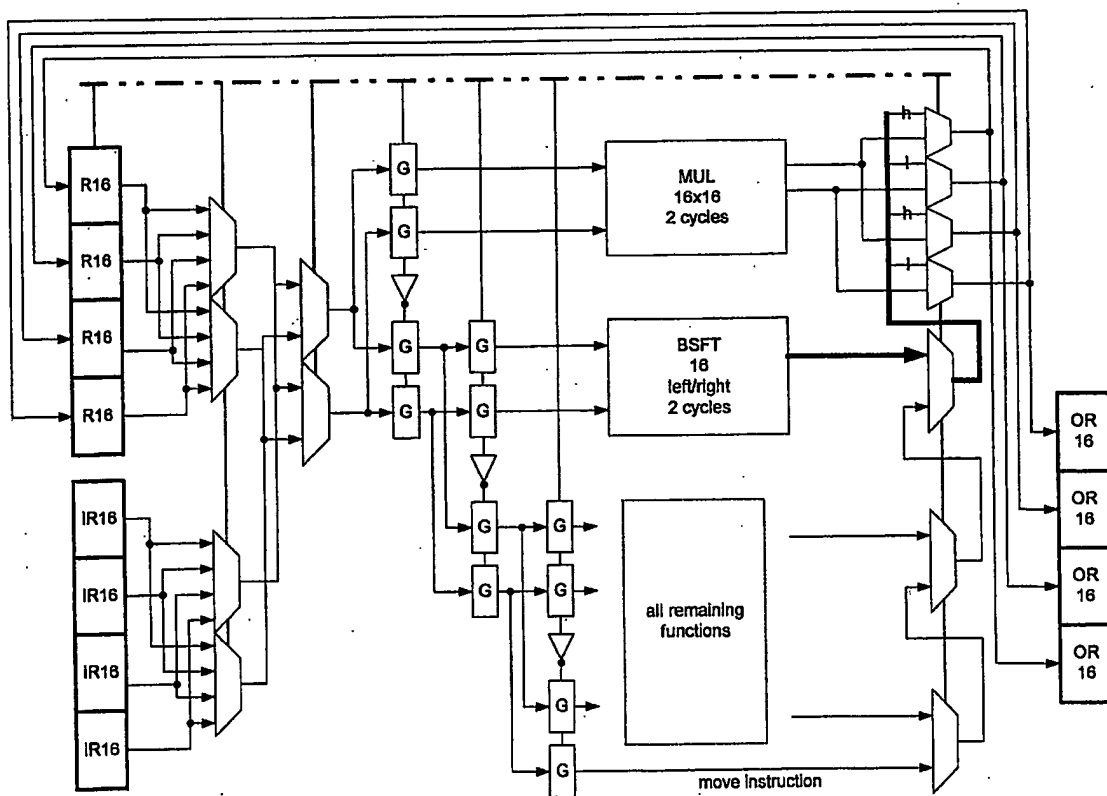 R16
R16
R16
R16
IR16
IR16
IR16
IR16
G
G
G
G
G
G
G
G
G
G
G
G
MUL
16x16
2 cycles
BSFT
16
left/right
2 cycles
all remaining
functions
move instruction
h
l
h
l
OR
16
OR
16
OR
16
OR
16